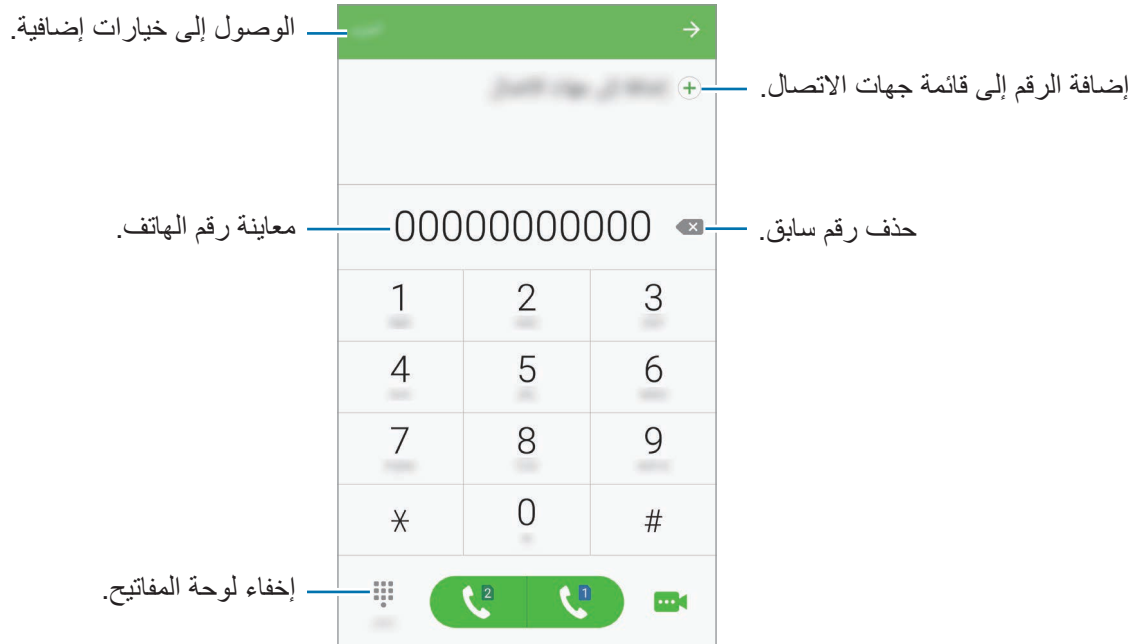 الوصول إلى خيارات إضافية.
إضافة الرقم إلى قائمة جهات الاتصال.
معاينة رقم الهاتف.
00000000000
حذف رقم سابق.
1 2 3
4 5 6
7 8 9
* 0 #
إخفاء لوحة المفاتيح.
2 1